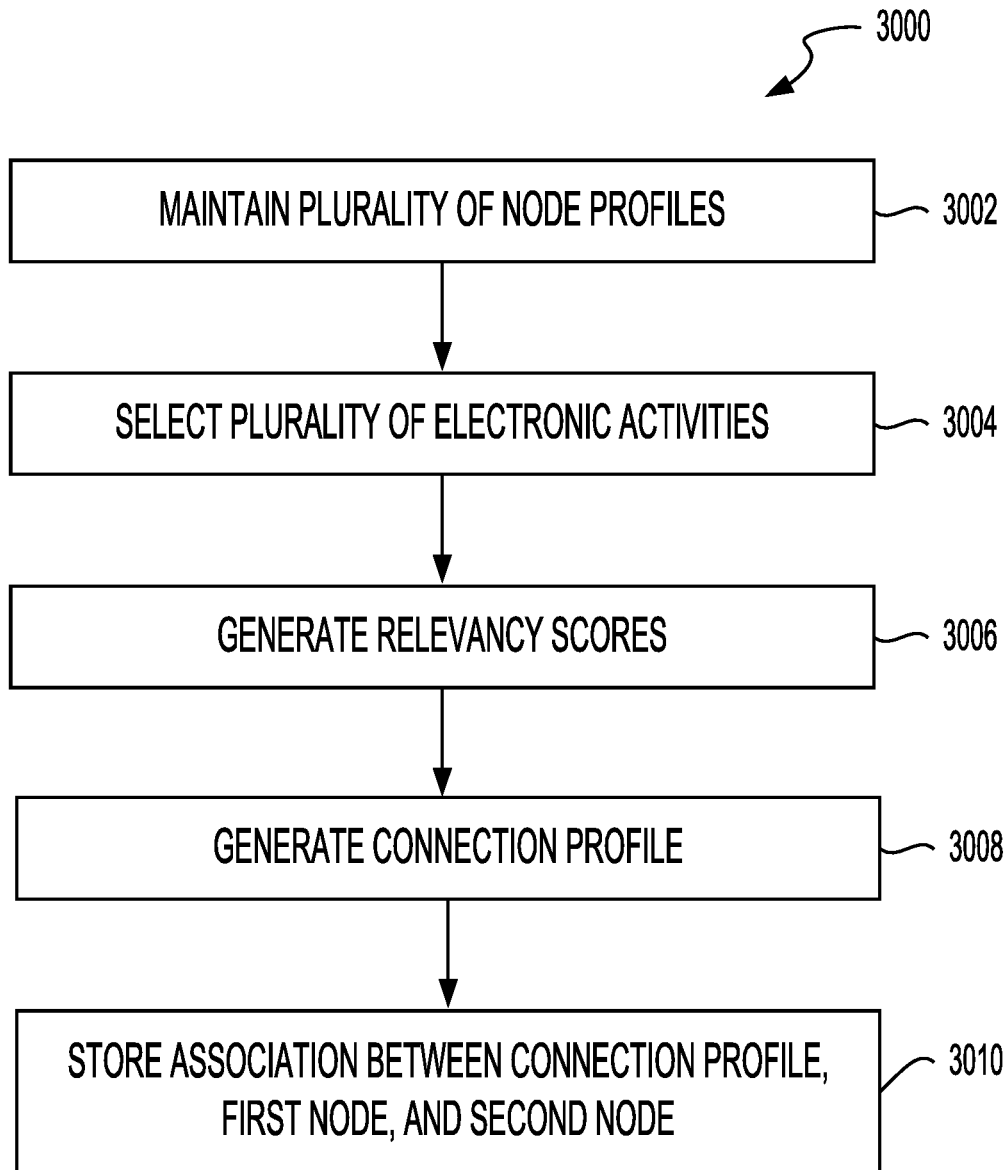 3000
MAINTAIN PLURALITY OF NODE PROFILES
3002
SELECT PLURALITY OF ELECTRONIC ACTIVITIES
3004
GENERATE RELEVANCY SCORES
3006
GENERATE CONNECTION PROFILE
3008
STORE ASSOCIATION BETWEEN CONNECTION PROFILE,
FIRST NODE, AND SECOND NODE
3010